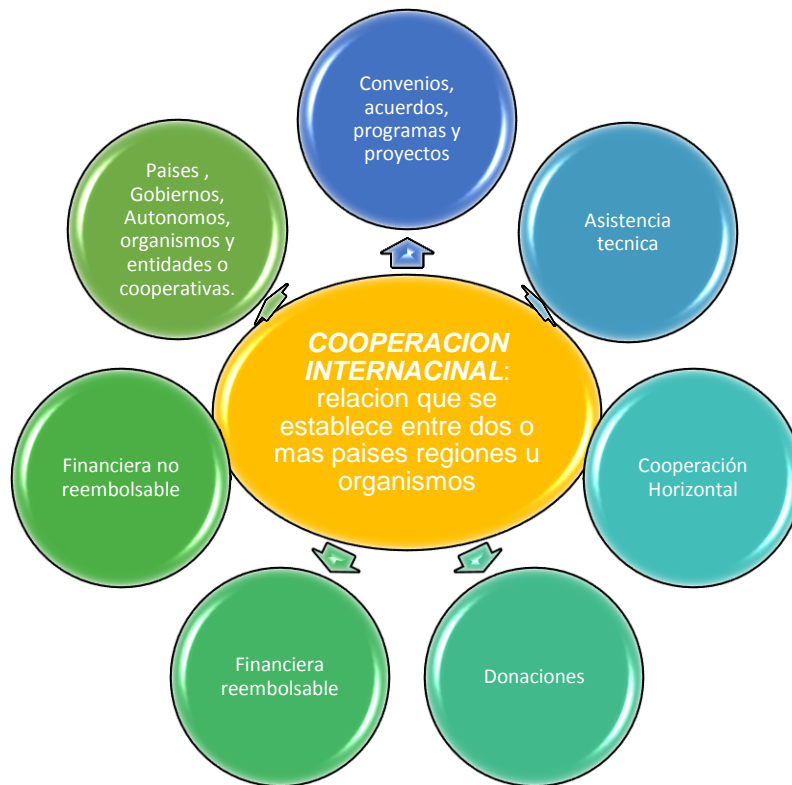 Convenios,
acuerdos,
programas y
proyectos
Paises ,
Gobiernos,
Autonomos,
organismos y
entidades o
cooperativas.
Asistencia
tecnica
COOPERACION
INTERNACINAL:
relacion que se
establece entre dos o
mas paises regiones u
organismos
Financiera no
reembolsable
Cooperación
Horizontal
Financiera
reembolsable
Donaciones